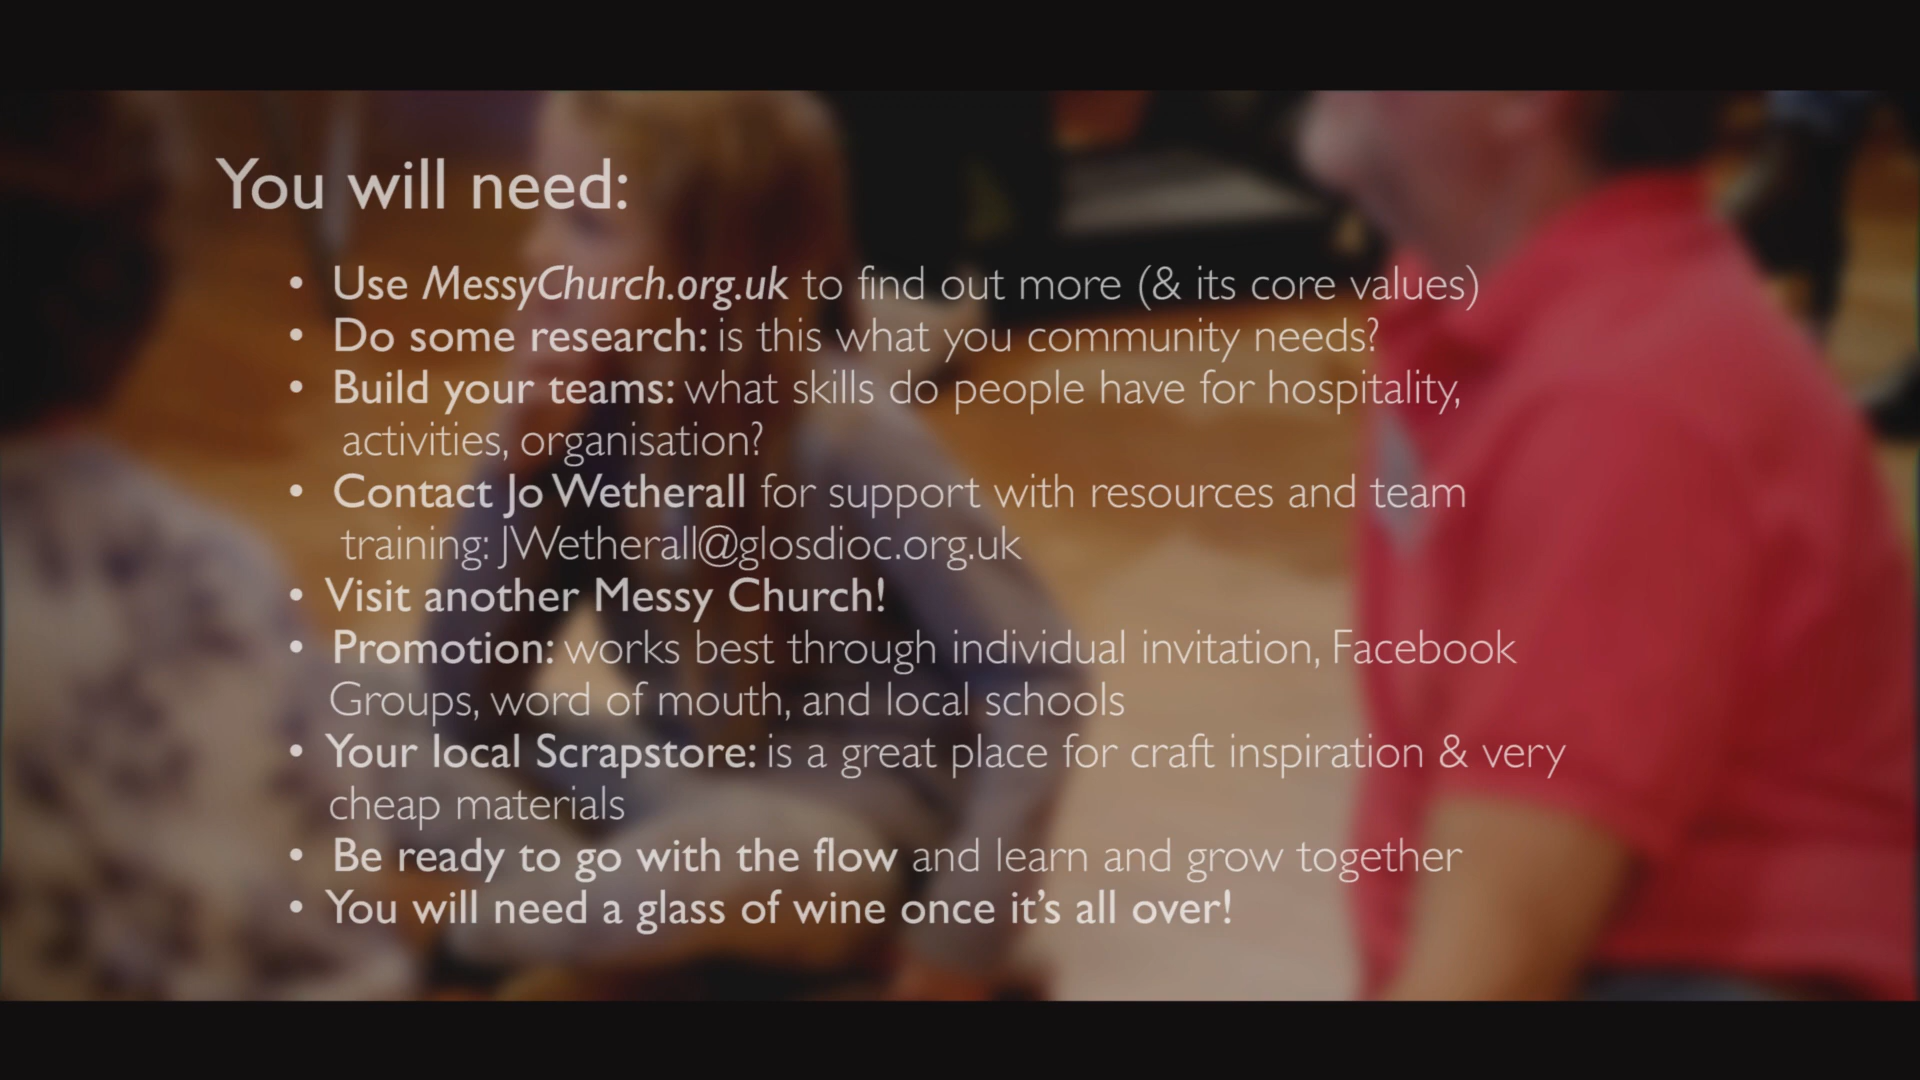 You will need:
• Use MessyChurch.org.uk to find out more (& its core values)
• Do some research: is this what you community needs?
• Build your teams: what skills do people have for hospitality,
activities, organisation?
• Contact Jo Wetherall for support with resources and team
training: JWetherall@glosdioc.org.uk
• Visit another Messy Church!
• Promotion: works best through individual invitation, Facebook
Groups, word of mouth, and local schools
• Your local Scrapstore: is a great place for craft inspiration & very
cheap materials
• Be ready to go with the flow and learn and grow together
• You will need a glass of wine once it’s all over!